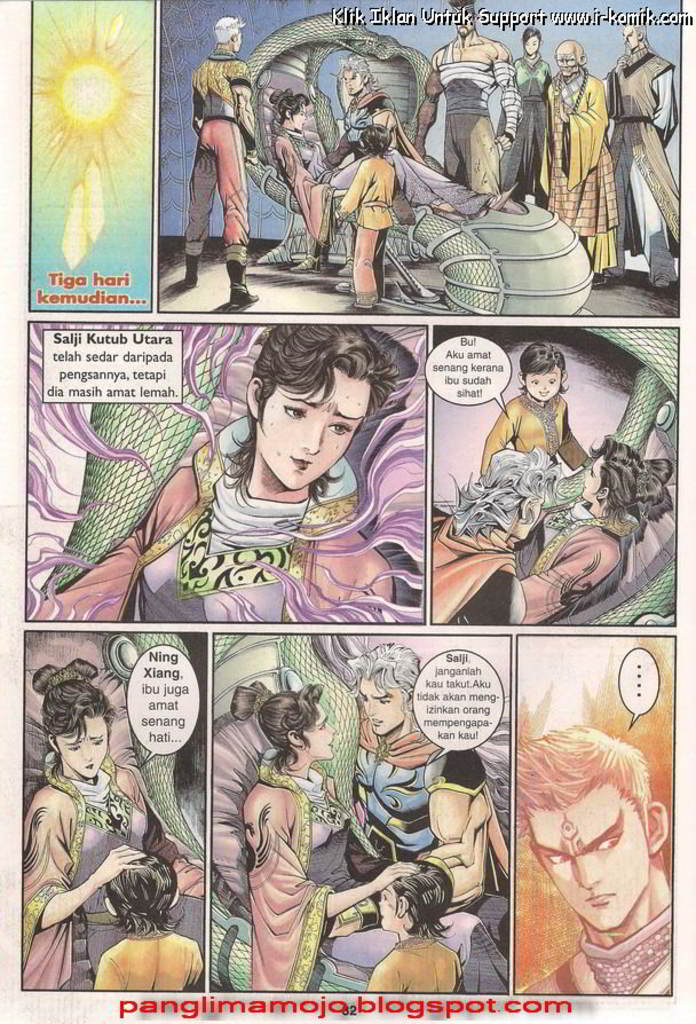 Klik Iklan Untuk Support www.i-komik.com
Tiga hari
kemudian...
Salji Kutub Utara
telah sedar daripada
pengsannya, tetapi
dia masih amat lemah.
Bu!
Aku amat
senang kerana
ibu sudah
sihat!
Ning
Xiang,
ibu juga
amat
senang
hati...
Salji,
janganlah
kau takut.Aku
tidak akan meng-
izinkan orang
mempengapa-
kan kau!
....
panglimamojo.blogspot.com
32